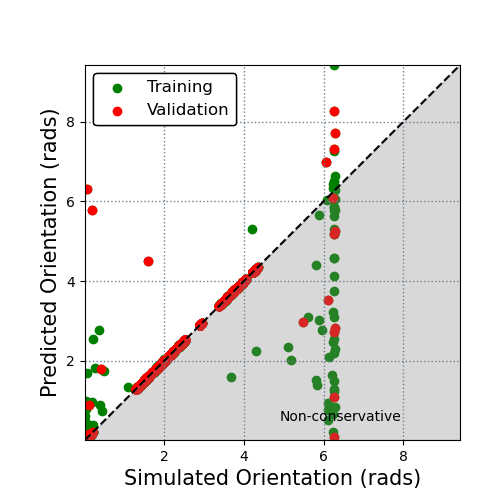 Training
Validation
Predicted Orientation (rads)
8
6
4
2
Non-conservative
2
4
6
8
Simulated Orientation (rads)